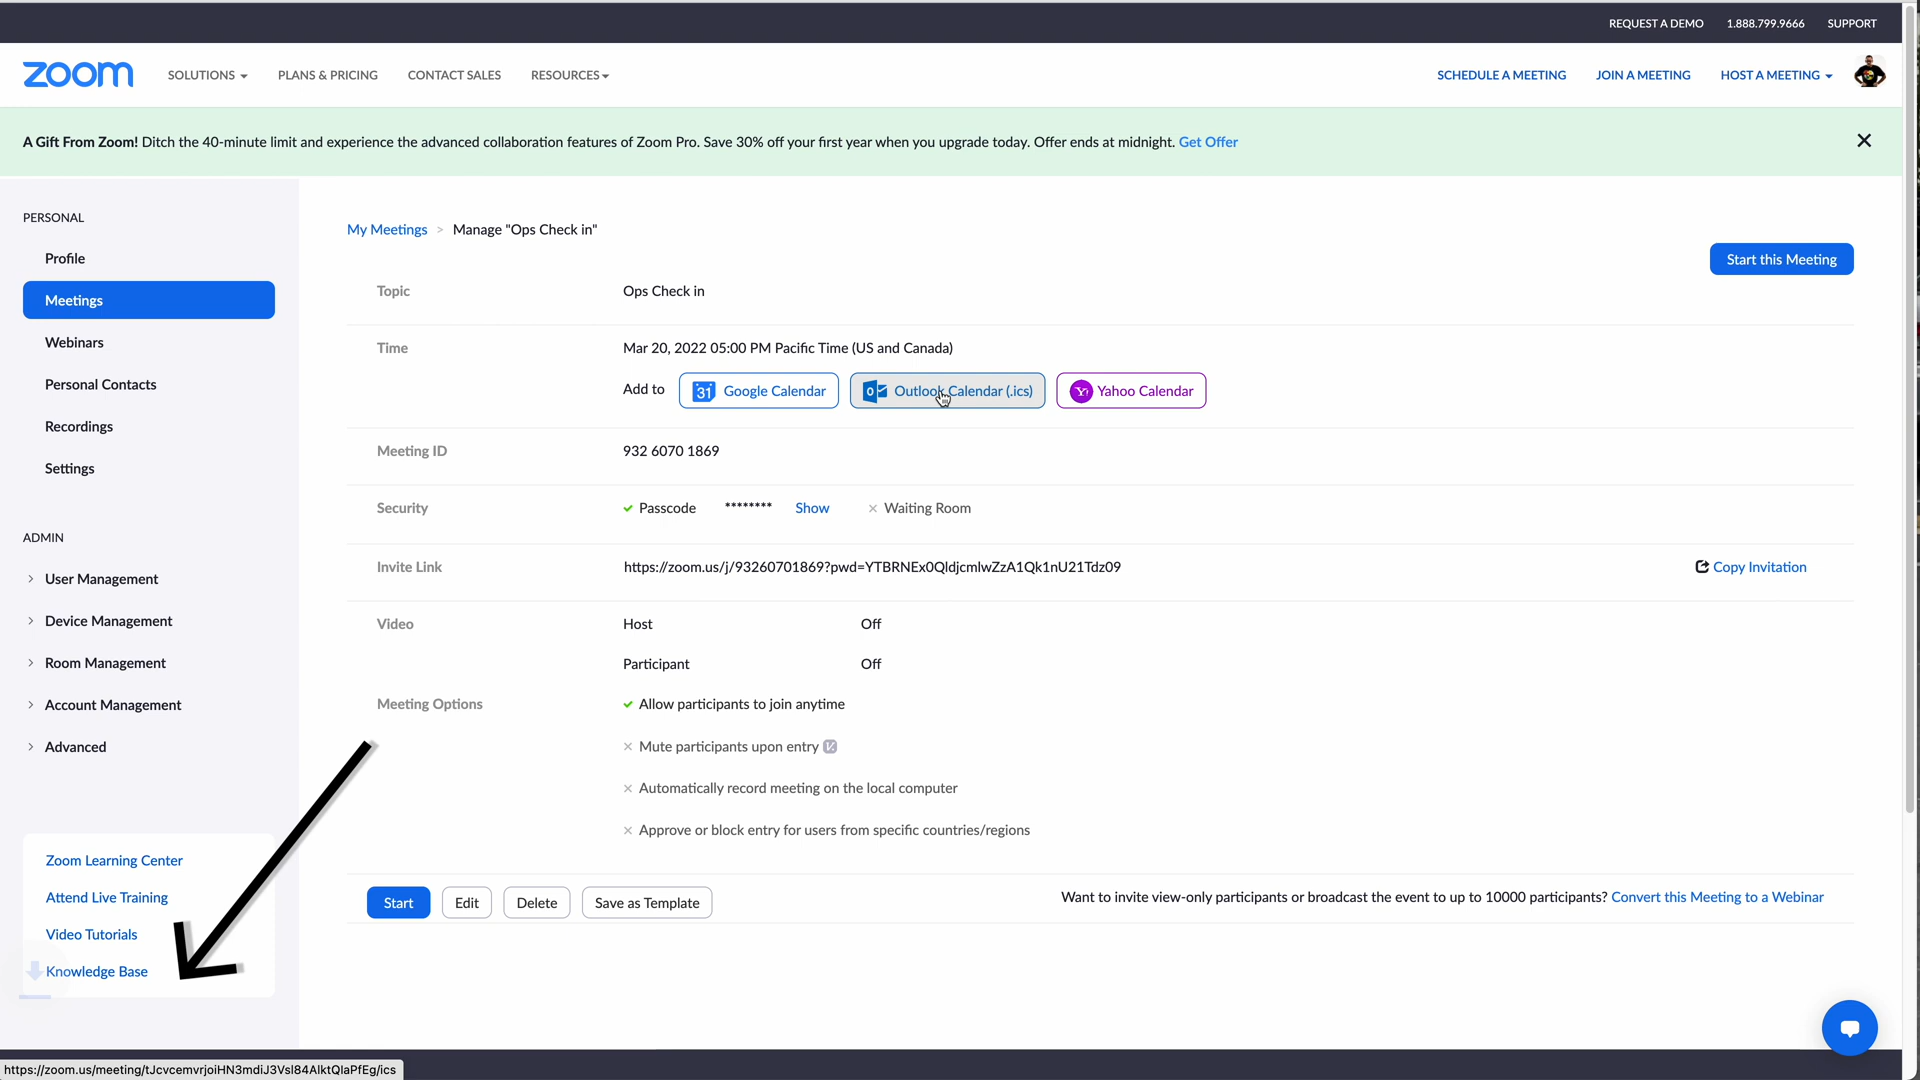 REQUEST A DEMO 1.888.799.9666 SUPPORT
zoom SOLUTIONS PLANS & PRICING CONTACT SALES RESOURCES SCHEDULE A MEETING JOIN A MEETING HOST A MEETING
A Gift From Zoom! Ditch the 40-minute limit and experience the advanced collaboration features of Zoom Pro. Save 30% off your first year when you upgrade today. Offer ends at midnight. Get Offer
PERSONAL
Profile
Meetings
Webinars
Personal Contacts
Recordings
Settings
ADMIN
User Management
Device Management
Room Management
Account Management
Advanced
Zoom Learning Center
Attend Live Training
Video Tutorials
Knowledge Base
My Meetings > Manage "Ops Check in"
Start this Meeting
Topic Ops Check in
Time Mar 20, 2022 05:00 PM Pacific Time (US and Canada)
Add to 31 Google Calendar Outlook Calendar (.ics) Yahoo Calendar
Meeting ID 932 6070 1869
Security Passcode ******** Show Waiting Room
Invite Link https://zoom.us/j/93260701869?pwd=YTBRNEx0QldjcmlwZzA1Qk1nU21Tdz09 Copy Invitation
Video Host Off
Participant Off
Meeting Options Allow participants to join anytime
Mute participants upon entry
Automatically record meeting on the local computer
Approve or block entry for users from specific countries/regions
Start Edit Delete Save as Template Want to invite view-only participants or broadcast the event to up to 10000 participants? Convert this Meeting to a Webinar
https://zoom.us/meeting/tJcvcemvrjoiHN3mdiJ3Vsl84AlktQlaPfEg/ics